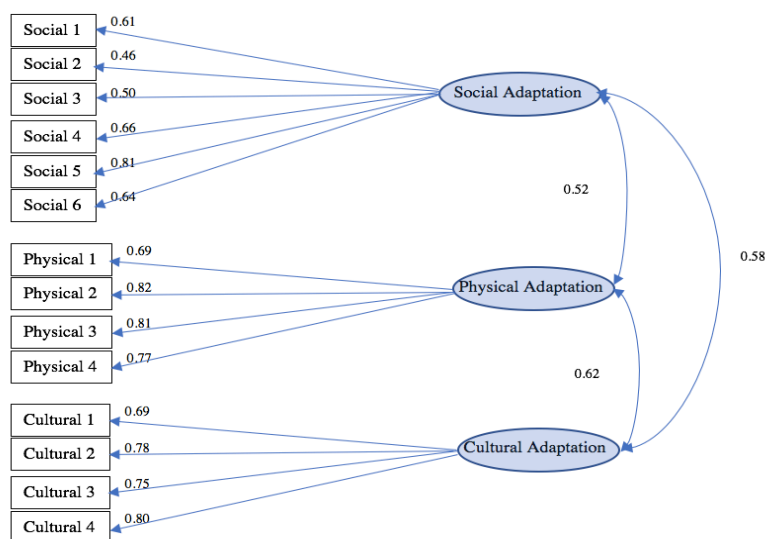 Social 1
0.61
Social 2
0.46
Social 3
0.50
Social 4
0.66
Social 5
0.81
Social 6
0.64
Social Adaptation
0.52
0.58
Physical 1
0.69
Physical 2
0.82
Physical 3
0.81
Physical 4
0.77
Physical Adaptation
0.62
Cultural 1
0.69
Cultural 2
0.78
Cultural 3
0.75
Cultural 4
0.80
Cultural Adaptation